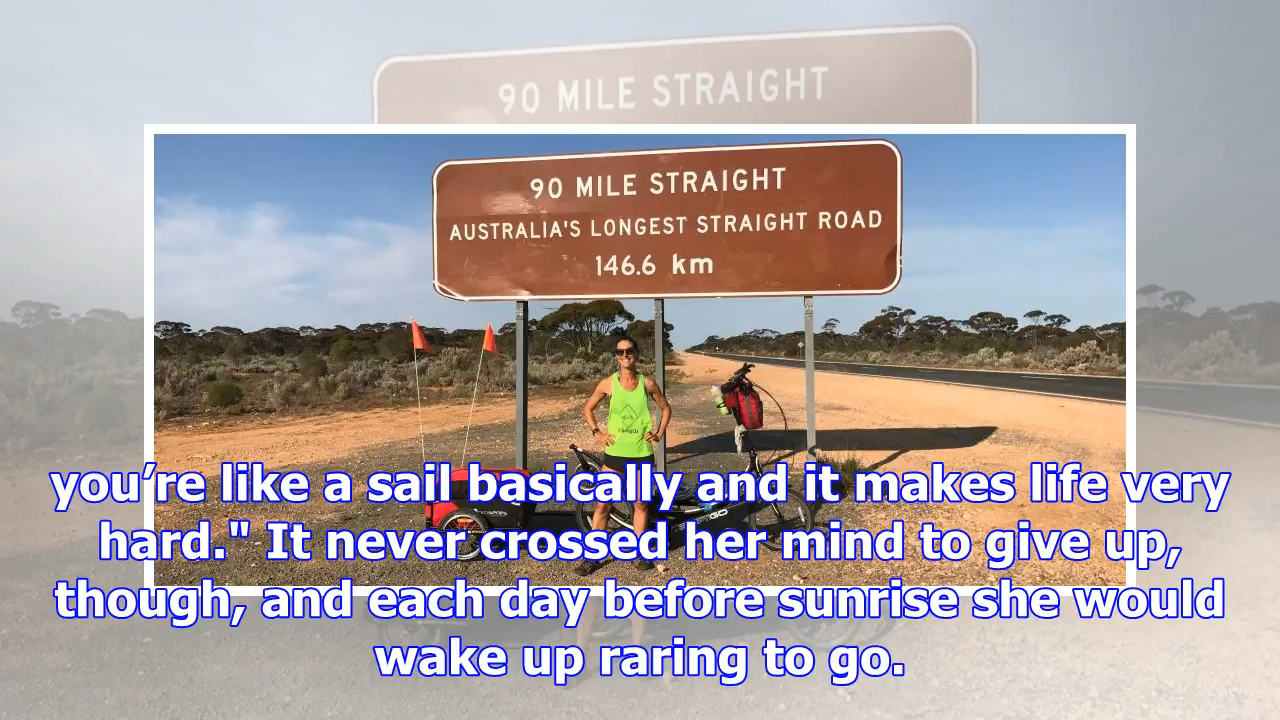 90 MILE STRAIGHT
90 MILE STRAIGHT
AUSTRALIA'S LONGEST STRAIGHT ROAD
146.6 km
you’re like a sail basically and it makes life very
hard." It never crossed her mind to give up,
though, and each day before sunrise she would
wake up raring to go.